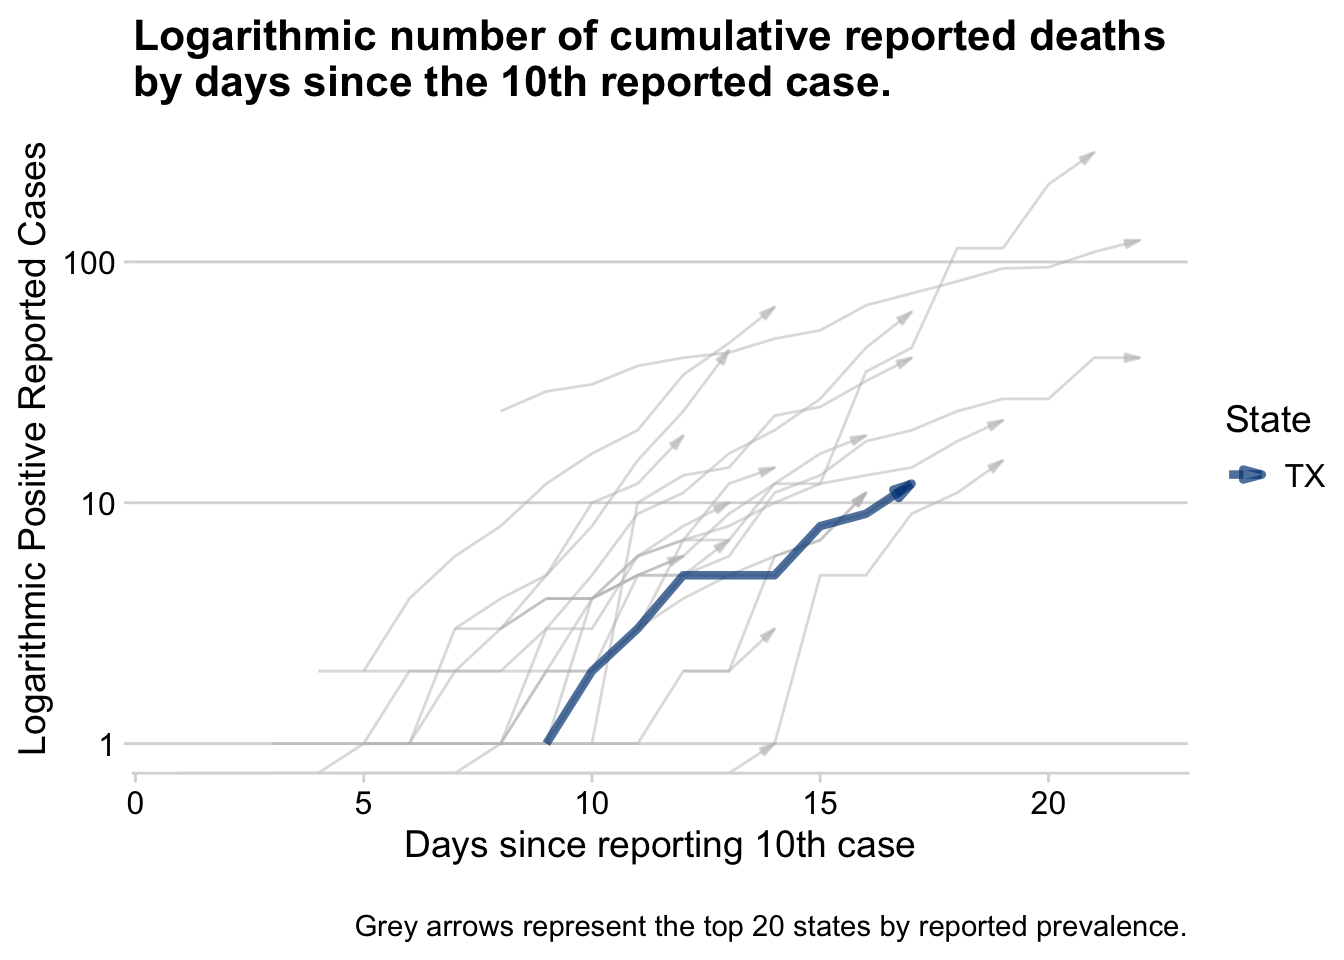 Logarithmic number of cumulative reported deaths
by days since the 10th reported case.
Logarithmic Positive Reported Cases
100
10
1
0 5 10 15 20
Days since reporting 10th case
State
TX
Grey arrows represent the top 20 states by reported prevalence.